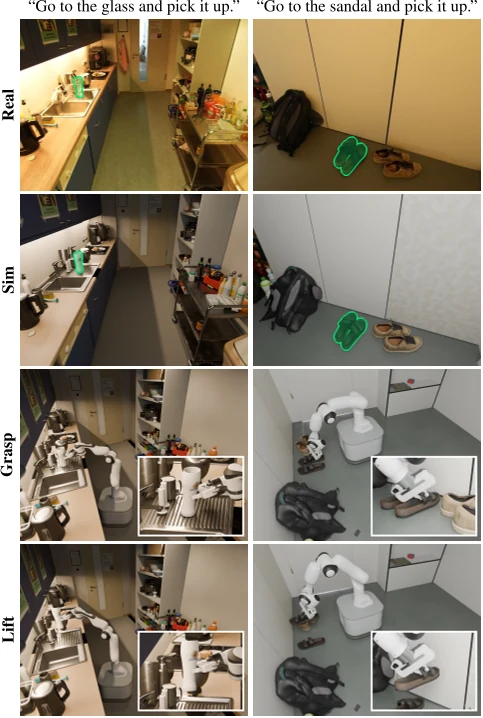 “Go to the glass and pick it up.”
“Go to the sandal and pick it up.”
Real
Sim
Grasp
Lift